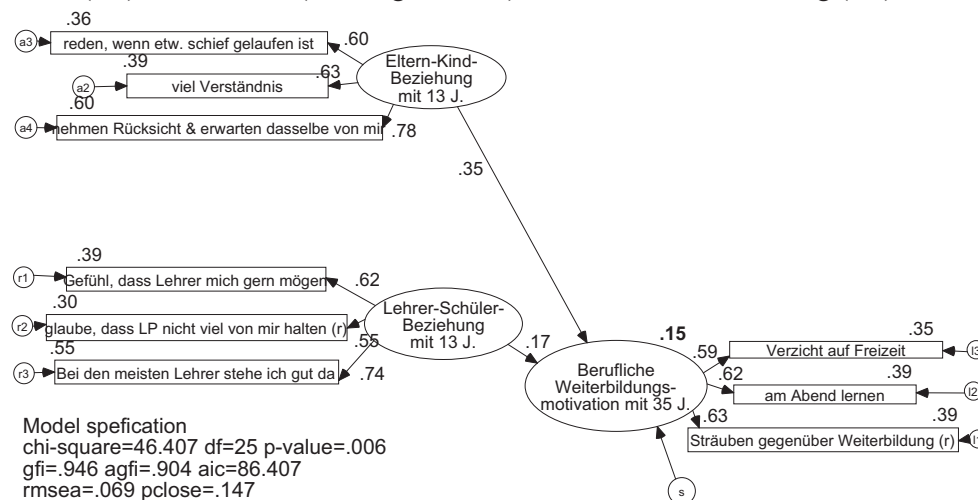 .36
a3
reden, wenn etw. schief gelaufen ist
.60
Eltern-Kind-
Beziehung
mit 13 J.
.39
a2
viel Verständnis
.63
.60
a4
nehmen Rücksicht & erwarten dasselbe von mir
.78
.35
.39
r1
Gefühl, dass Lehrer mich gern mögen
.62
.30
r2
glaube, dass LP nicht viel von mir halten (r)
.55
Lehrer-Schüler-
Beziehung
mit 13 J.
.55
r3
Bei den meisten Lehrer stehe ich gut da
.74
.17
.15
Berufliche
Weiterbildungs-
motivation mit 35 J.
.59
.35
Verzicht auf Freizeit
l3
.62
.39
am Abend lernen
l2
.63
.39
Sträuben gegenüber Weiterbildung (r)
s
Model spefication
chi-square=46.407 df=25 p-value=.006
gfi=.946 agfi=.904 aic=86.407
rmsea=.069 pclose=.147